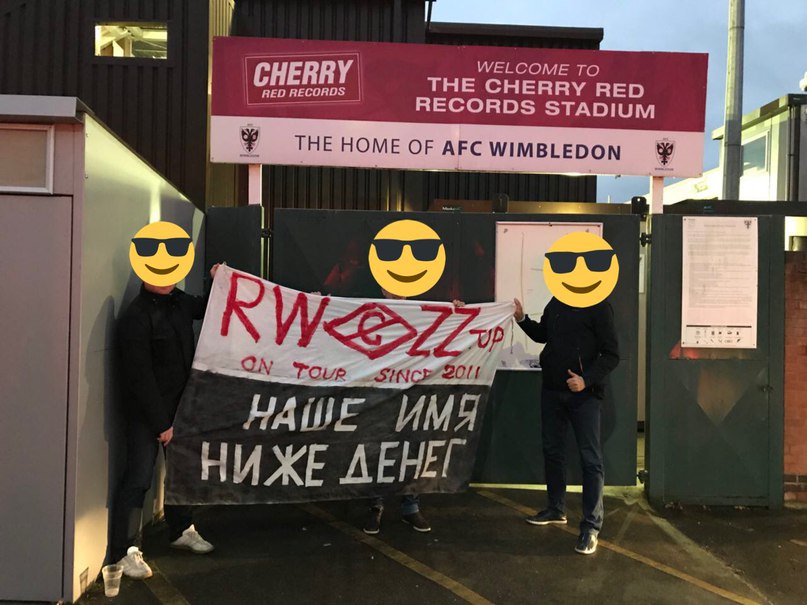 CHERRY
RED RECORDS
WELCOME TO
THE CHERRY RED
RECORDS STADIUM
THE HOME OF AFC WIMBLEDON
RW ZZ-UP
ON TOUR SINCE 2011
НАШЕ ИМЯ
НИЖЕ ДЕНЕГ